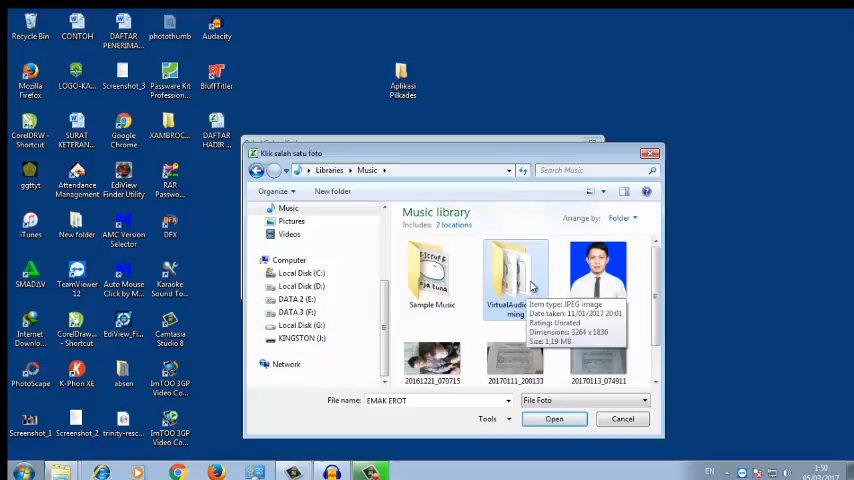 Recycle Bin
CONTOH
DAFTAR
PENERIMA...
photothumb
Audacity
Mozilla
Firefox
LOGO-KA...
Screenshot_3
Passware Kit
Profession...
BluffTitler
Aplikasi
Pilkades
CorelDRW -
Shortcut
SURAT
KETERAN...
Google
Chrome
XAMBROC...
DAFTAR
HADIR ...
ggttyt
Attendance
Management
EdiView
Finder Utility
RAR
Passwo...
iTunes
New folder
AMC Version
Selector
DFX
SMADAV
TeamViewer
12
Auto Mouse
Click by M...
Karaoke
Sound To...
Internet
Downlo...
CorelDraw...
- Shortcut
EdiView_Fi...
Camtasia
Studio 8
PhotoScape
K-Phon XE
absen
ImTOO 3GP
Video Co...
Screenshot_1
Screenshot_2
trinity-resc...
ImTOO 3GP
Video Co...
Klik salah satu foto
Libraries
Music
Search Music
Organize
New folder
Music
Pictures
Videos
Computer
Local Disk (C:)
Local Disk (D:)
DATA 2 (E:)
DATA 3 (F:)
Local Disk (G:)
KINGSTON (J:)
Network
Music library
Includes: 2 locations
Arrange by: Folder
Sample Music
Item type: JPEG image
Date taken: 11/01/2017 20:01
Rating: Unrated
Dimensions: 3264 x 1836
Size: 1,19 MB
20161221_070715
20170111_200133
20170113_074911
File name: EMAK EROT
File Foto
Tools
Open
Cancel
EN
1:50
05/03/2017